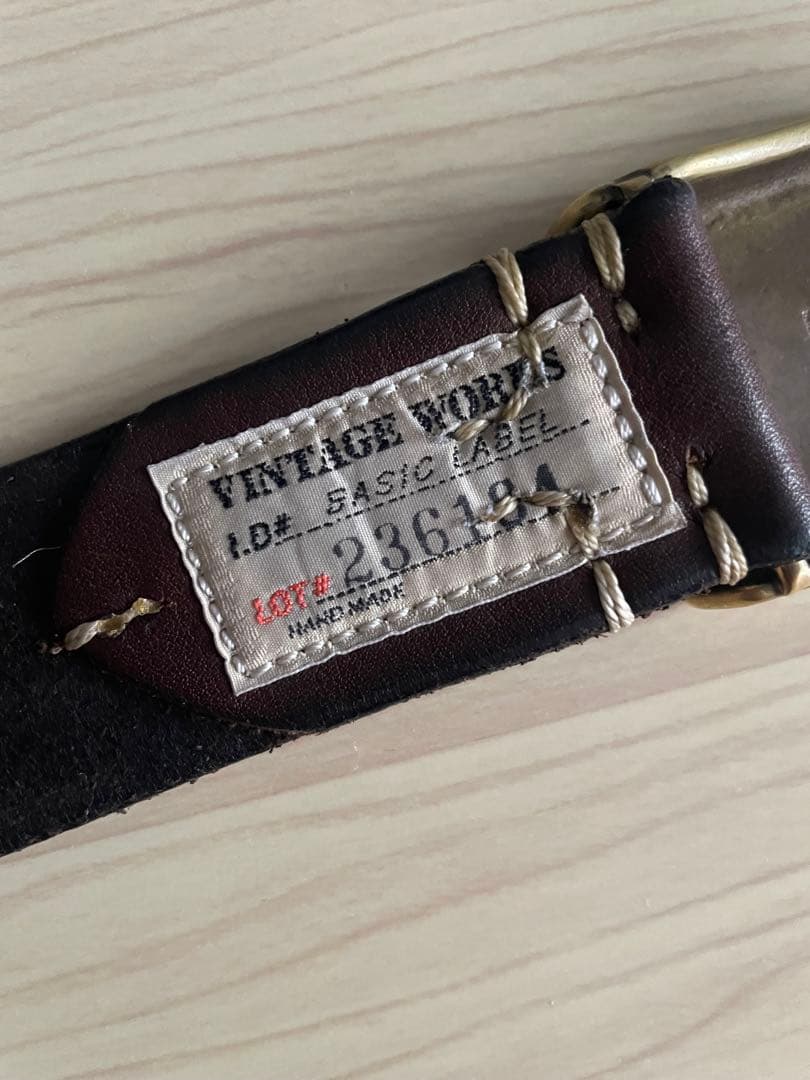 VINTAGE WORKS
I.D# BASIC LABEL
LOT# 236184
HAND MADE